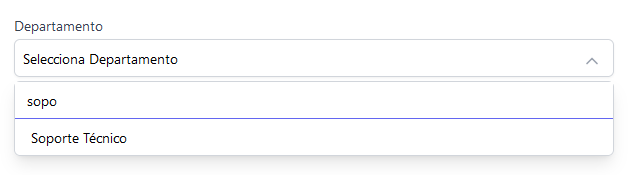 Departamento
Selecciona Departamento
sopo
Soporte Técnico